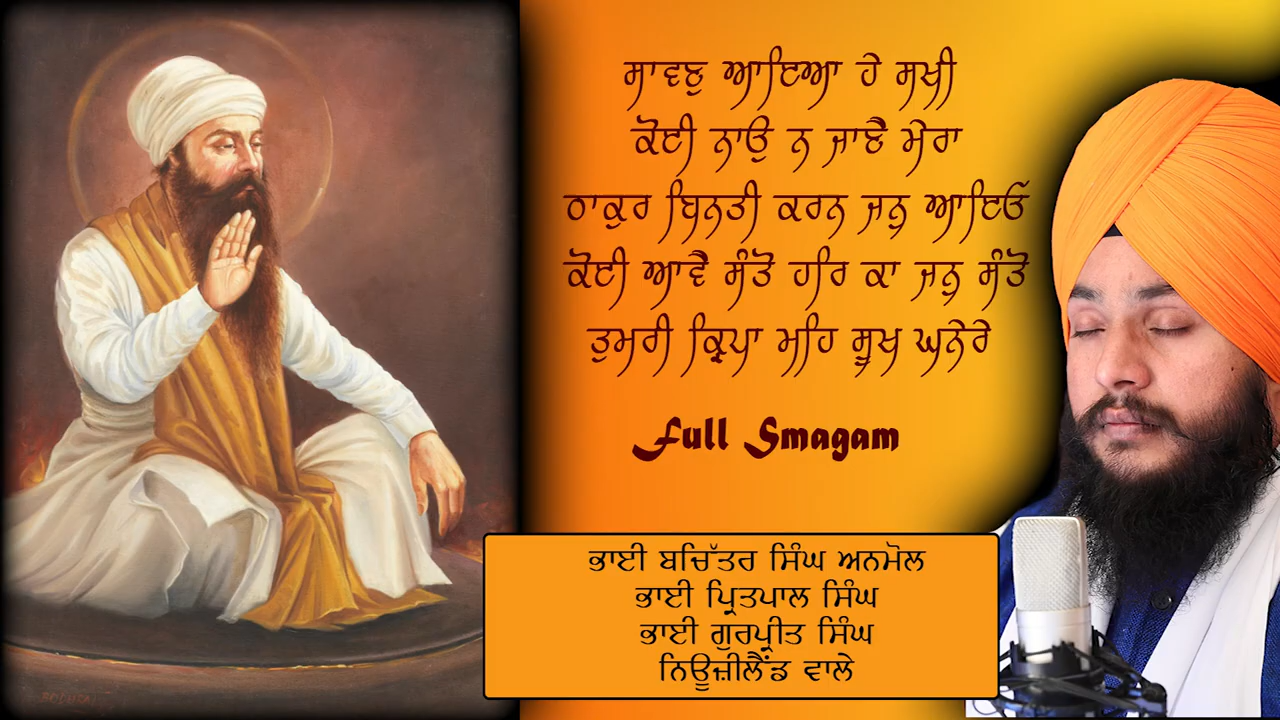 ਸਾਵਣੁ ਆਇਆ ਹੇ ਸਖੀ
ਕੋਈ ਨਾਉ ਨ ਜਾਣੈ ਮੇਰਾ
ਠਾਕੁਰ ਬਿਨਤੀ ਕਰਨ ਜਨੁ ਆਇਓ
ਕੋਈ ਆਵੈ ਸੰਤੋ ਹਰਿ ਕਾ ਜਨੁ ਸੰਤੋ
ਤੁਮਰੀ ਕ੍ਰਿਪਾ ਮਹਿ ਸੂਖ ਘਨੇਰੇ
Full Smagam
ਭਾਈ ਬਚਿੱਤਰ ਸਿੰਘ ਅਨਮੋਲ
ਭਾਈ ਪ੍ਰਿਤਪਾਲ ਸਿੰਘ
ਭਾਈ ਗੁਰਪ੍ਰੀਤ ਸਿੰਘ
ਨਿਊਜ਼ੀਲੈਂਡ ਵਾਲੇ